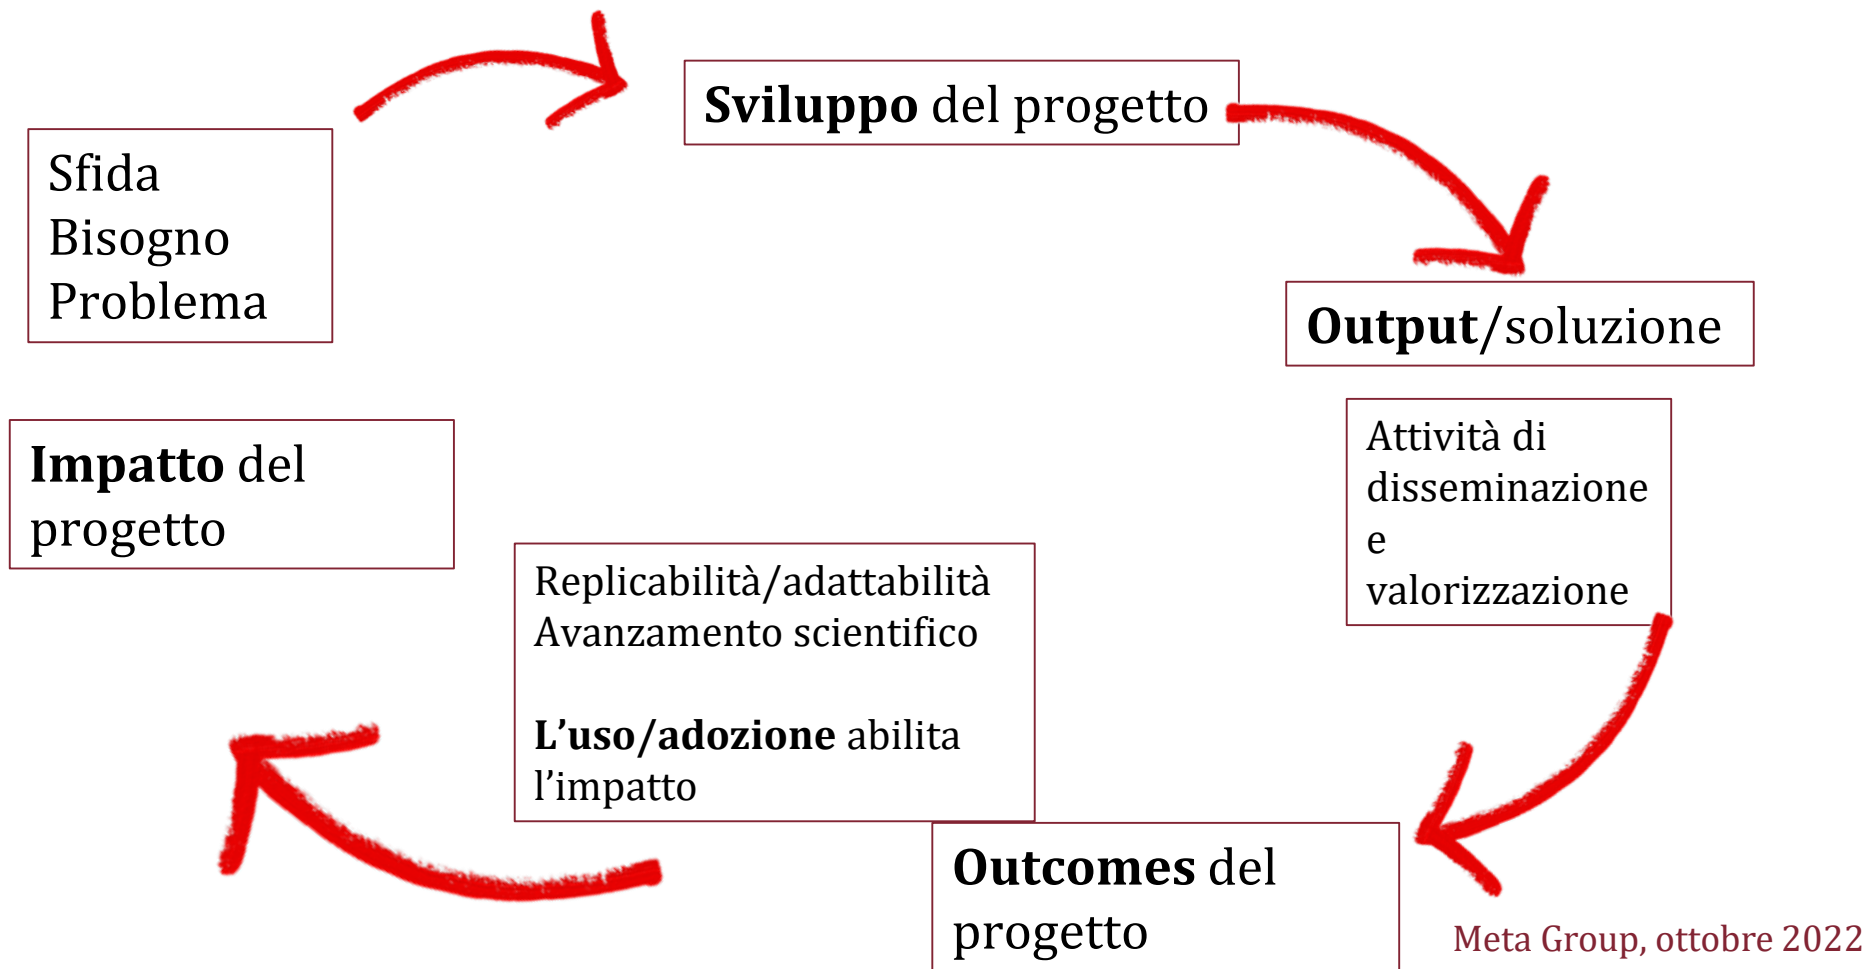 Sfida
Bisogno
Problema
Sviluppo del progetto
Output/soluzione
Attività di
disseminazione
e
valorizzazione
Outcomes del
progetto
Replicabilità/adattabilità
Avanzamento scientifico
L’uso/adozione abilita
l’impatto
Impatto del
progetto
Meta Group, ottobre 2022